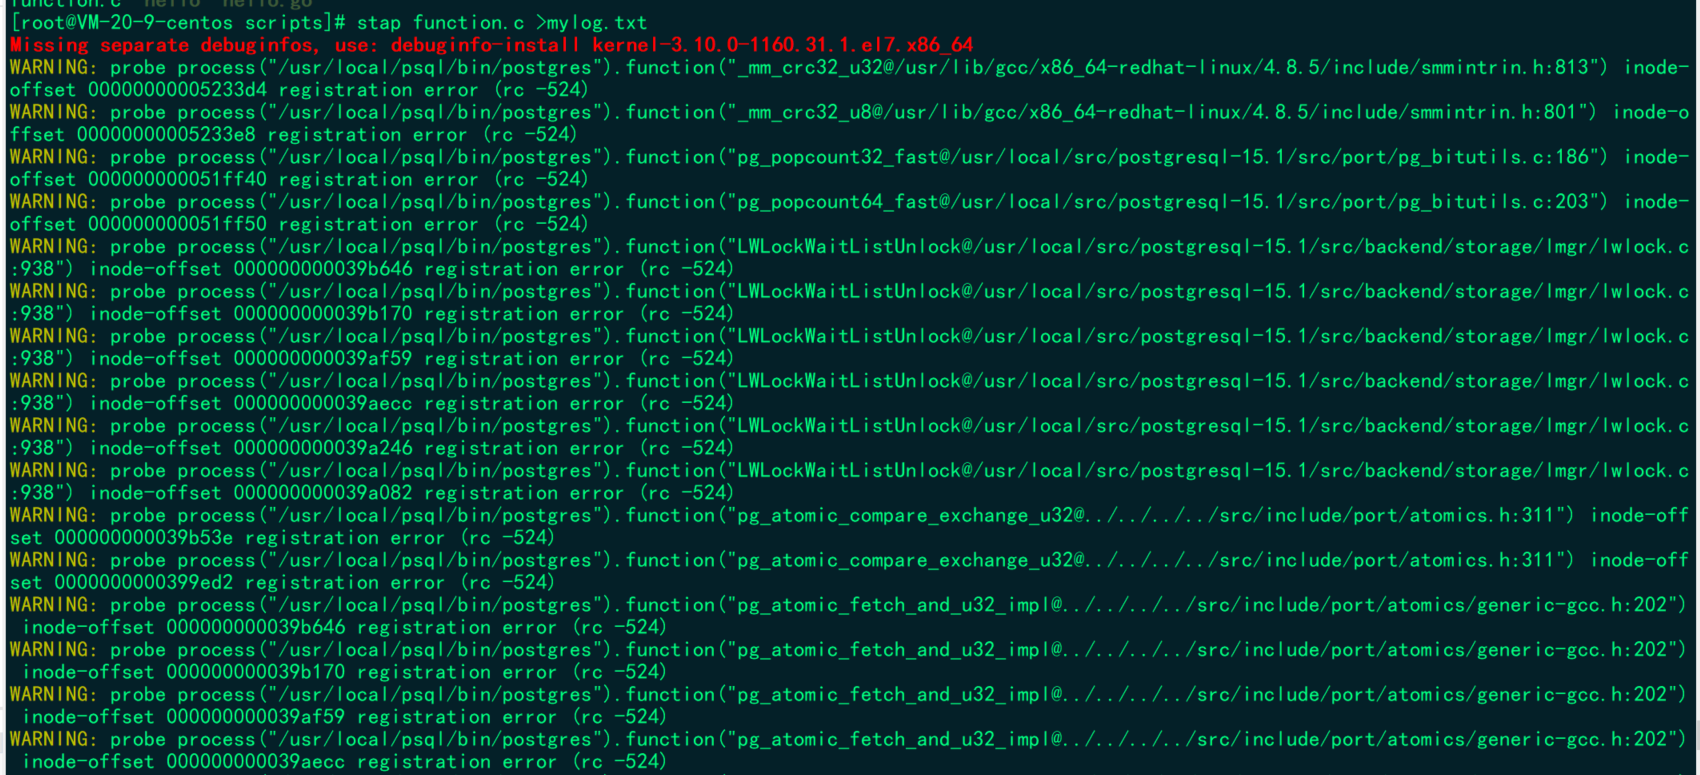 function.c  hello  hello.go
[root@VM-20-9-centos scripts]# stap function.c >mylog.txt
Missing separate debuginfos, use: debuginfo-install kernel-3.10.0-1160.31.1.el7.x86_64
WARNING: probe process("/usr/local/psql/bin/postgres").function("_mm_crc32_u32@/usr/lib/gcc/x86_64-redhat-linux/4.8.5/include/smmintrin.h:813") inode-
offset 00000000005233d4 registration error (rc -524)
WARNING: probe process("/usr/local/psql/bin/postgres").function("_mm_crc32_u8@/usr/lib/gcc/x86_64-redhat-linux/4.8.5/include/smmintrin.h:801") inode-o
ffset 00000000005233e8 registration error (rc -524)
WARNING: probe process("/usr/local/psql/bin/postgres").function("pg_popcount32_fast@/usr/local/src/postgresql-15.1/src/port/pg_bitutils.c:186") inode-
offset 000000000051ff40 registration error (rc -524)
WARNING: probe process("/usr/local/psql/bin/postgres").function("pg_popcount64_fast@/usr/local/src/postgresql-15.1/src/port/pg_bitutils.c:203") inode-
offset 000000000051ff50 registration error (rc -524)
WARNING: probe process("/usr/local/psql/bin/postgres").function("LWLockWaitListUnlock@/usr/local/src/postgresql-15.1/src/backend/storage/lmgr/lwlock.c
:938") inode-offset 000000000039b646 registration error (rc -524)
WARNING: probe process("/usr/local/psql/bin/postgres").function("LWLockWaitListUnlock@/usr/local/src/postgresql-15.1/src/backend/storage/lmgr/lwlock.c
:938") inode-offset 000000000039b170 registration error (rc -524)
WARNING: probe process("/usr/local/psql/bin/postgres").function("LWLockWaitListUnlock@/usr/local/src/postgresql-15.1/src/backend/storage/lmgr/lwlock.c
:938") inode-offset 000000000039af59 registration error (rc -524)
WARNING: probe process("/usr/local/psql/bin/postgres").function("LWLockWaitListUnlock@/usr/local/src/postgresql-15.1/src/backend/storage/lmgr/lwlock.c
:938") inode-offset 000000000039aecc registration error (rc -524)
WARNING: probe process("/usr/local/psql/bin/postgres").function("LWLockWaitListUnlock@/usr/local/src/postgresql-15.1/src/backend/storage/lmgr/lwlock.c
:938") inode-offset 000000000039a246 registration error (rc -524)
WARNING: probe process("/usr/local/psql/bin/postgres").function("LWLockWaitListUnlock@/usr/local/src/postgresql-15.1/src/backend/storage/lmgr/lwlock.c
:938") inode-offset 000000000039a082 registration error (rc -524)
WARNING: probe process("/usr/local/psql/bin/postgres").function("pg_atomic_compare_exchange_u32@../../../../src/include/port/atomics.h:311") inode-off
set 000000000039b53e registration error (rc -524)
WARNING: probe process("/usr/local/psql/bin/postgres").function("pg_atomic_compare_exchange_u32@../../../../src/include/port/atomics.h:311") inode-off
set 0000000000399ed2 registration error (rc -524)
WARNING: probe process("/usr/local/psql/bin/postgres").function("pg_atomic_fetch_and_u32_impl@../../../../src/include/port/atomics/generic-gcc.h:202")
 inode-offset 000000000039b646 registration error (rc -524)
WARNING: probe process("/usr/local/psql/bin/postgres").function("pg_atomic_fetch_and_u32_impl@../../../../src/include/port/atomics/generic-gcc.h:202")
 inode-offset 000000000039b170 registration error (rc -524)
WARNING: probe process("/usr/local/psql/bin/postgres").function("pg_atomic_fetch_and_u32_impl@../../../../src/include/port/atomics/generic-gcc.h:202")
 inode-offset 000000000039af59 registration error (rc -524)
WARNING: probe process("/usr/local/psql/bin/postgres").function("pg_atomic_fetch_and_u32_impl@../../../../src/include/port/atomics/generic-gcc.h:202")
 inode-offset 000000000039aecc registration error (rc -524)